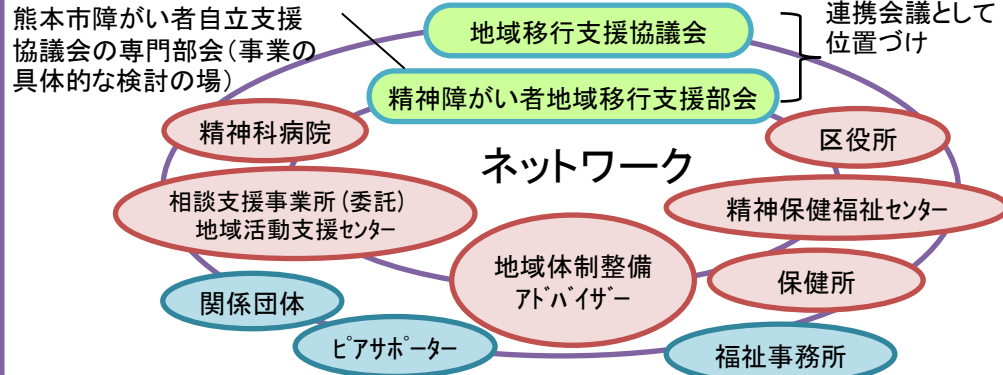 熊本市障がい者自立支援
協議会の専門部会(事業の
具体的な検討の場)
地域移行支援協議会
連携会議として
位置づけ
精神障がい者地域移行支援部会
精神科病院
区役所
ネットワーク
相談支援事業所(委託)
地域活動支援ｾﾝﾀｰ
精神保健福祉ｾﾝﾀｰ
地域体制整備
ｱﾄﾞﾊﾞｲｻﾞｰ
保健所
関係団体
ﾋﾟｱｻﾎﾟｰﾀｰ
福祉事務所